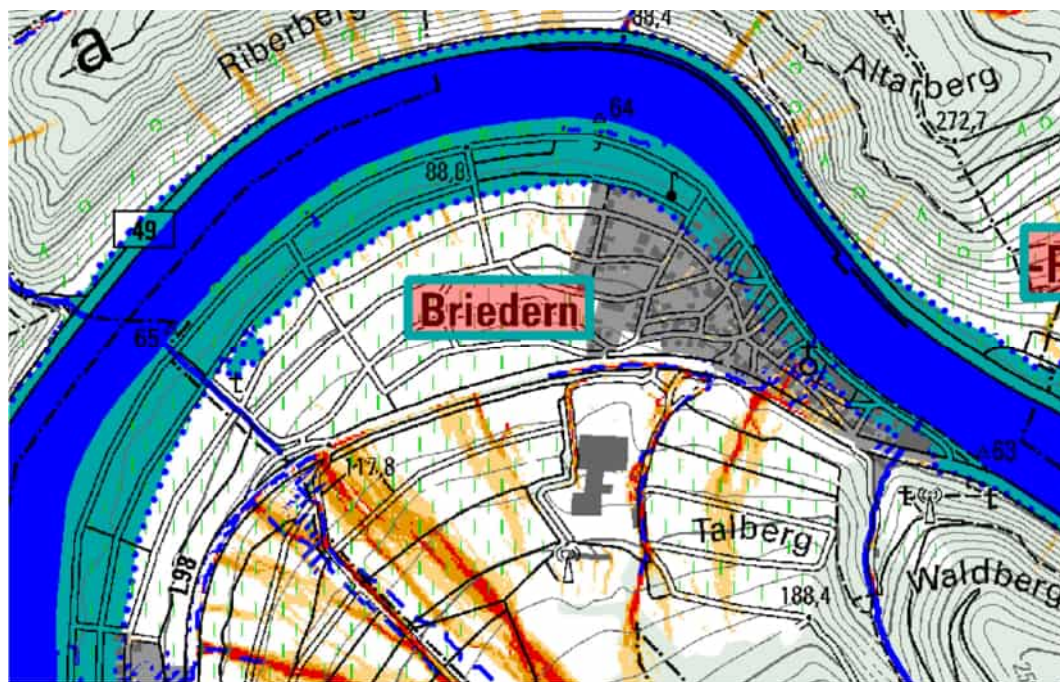 a
Riberberg
88,4
Altarberg
272,7
64
88,0
49
Briedern
65
117,8
63
Talberg
Waldberg
188,4
L98